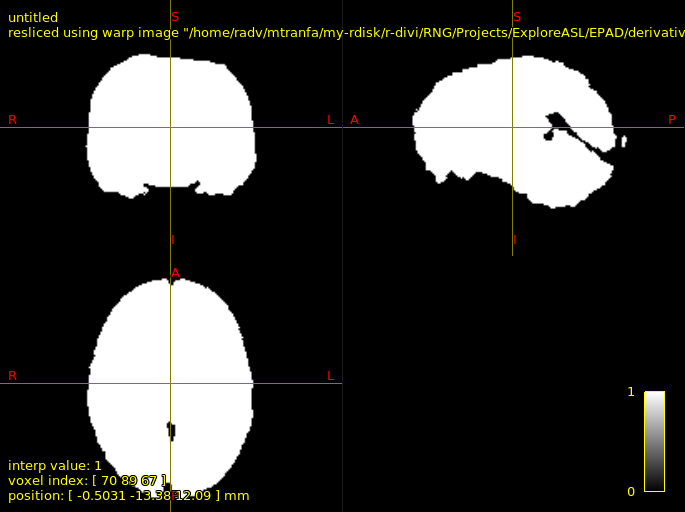 untitled
resliced using warp image "/home/radv/mtranfa/my-rdisk/r-divi/RNG/Projects/ExploreASL/EPAD/derivativ
S S
R L A P
I I
A
R L
1
interp value: 1
voxel index: [ 70 89 67 ]
0
position: [ -0.5031 -13.38 12.09 ] mm